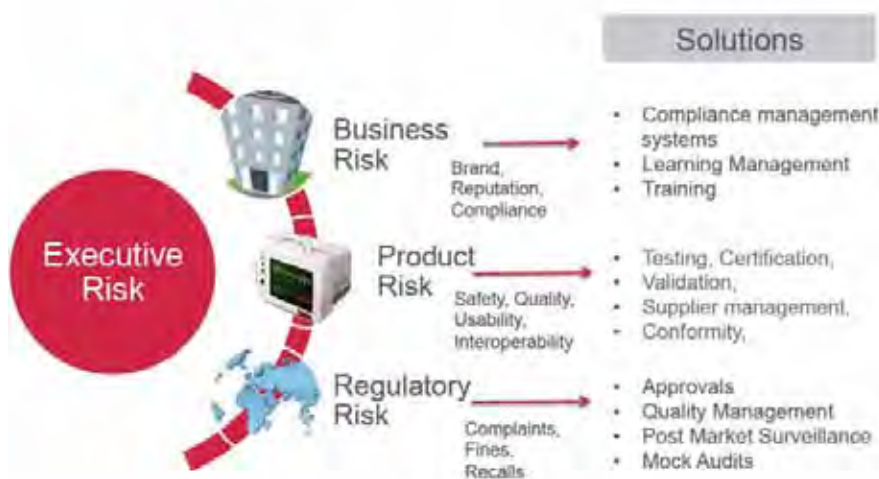 Solutions
Executive
Risk
Business
Risk
Brand,
Reputation,
Compliance
• Compliance management
systems
• Learning Management
• Training
Product
Risk
Safety, Quality,
Usability,
Interoperability
• Testing, Certification,
• Validation,
• Supplier management,
• Conformity,
Regulatory
Risk
Complaints,
Fines,
Recalls
• Approvals
• Quality Management
• Post Market Surveillance
• Mock Audits